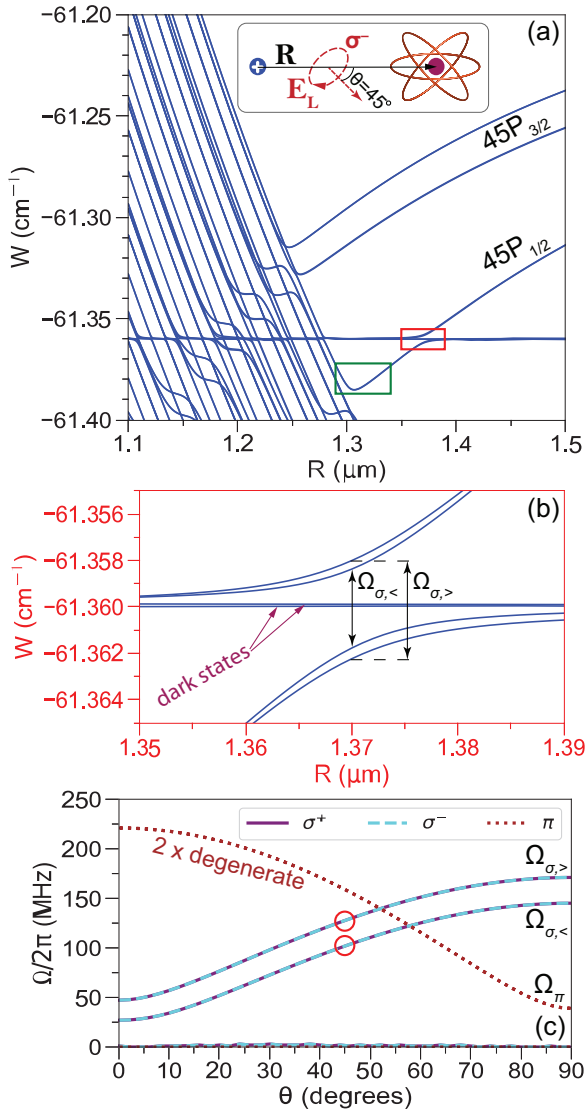 (a)
W (cm⁻¹)
−61.20
−61.25
−61.30
−61.35
−61.40
+
R
σ⁻
E_L
θ=45°
45P 3/2
45P 1/2
1.1 1.2 1.3 1.4 1.5
R (μm)
(b)
W (cm⁻¹)
−61.356
−61.358
−61.360
−61.362
−61.364
Ω_σ,< Ω_σ,>
dark states
1.35 1.36 1.37 1.38 1.39
R (μm)
Ω/2π (MHz)
250
200
150
100
50
0
σ⁺ σ⁻ π
2 x degenerate
Ω_σ,>
Ω_σ,<
Ω_π
(c)
0 10 20 30 40 50 60 70 80 90
θ (degrees)